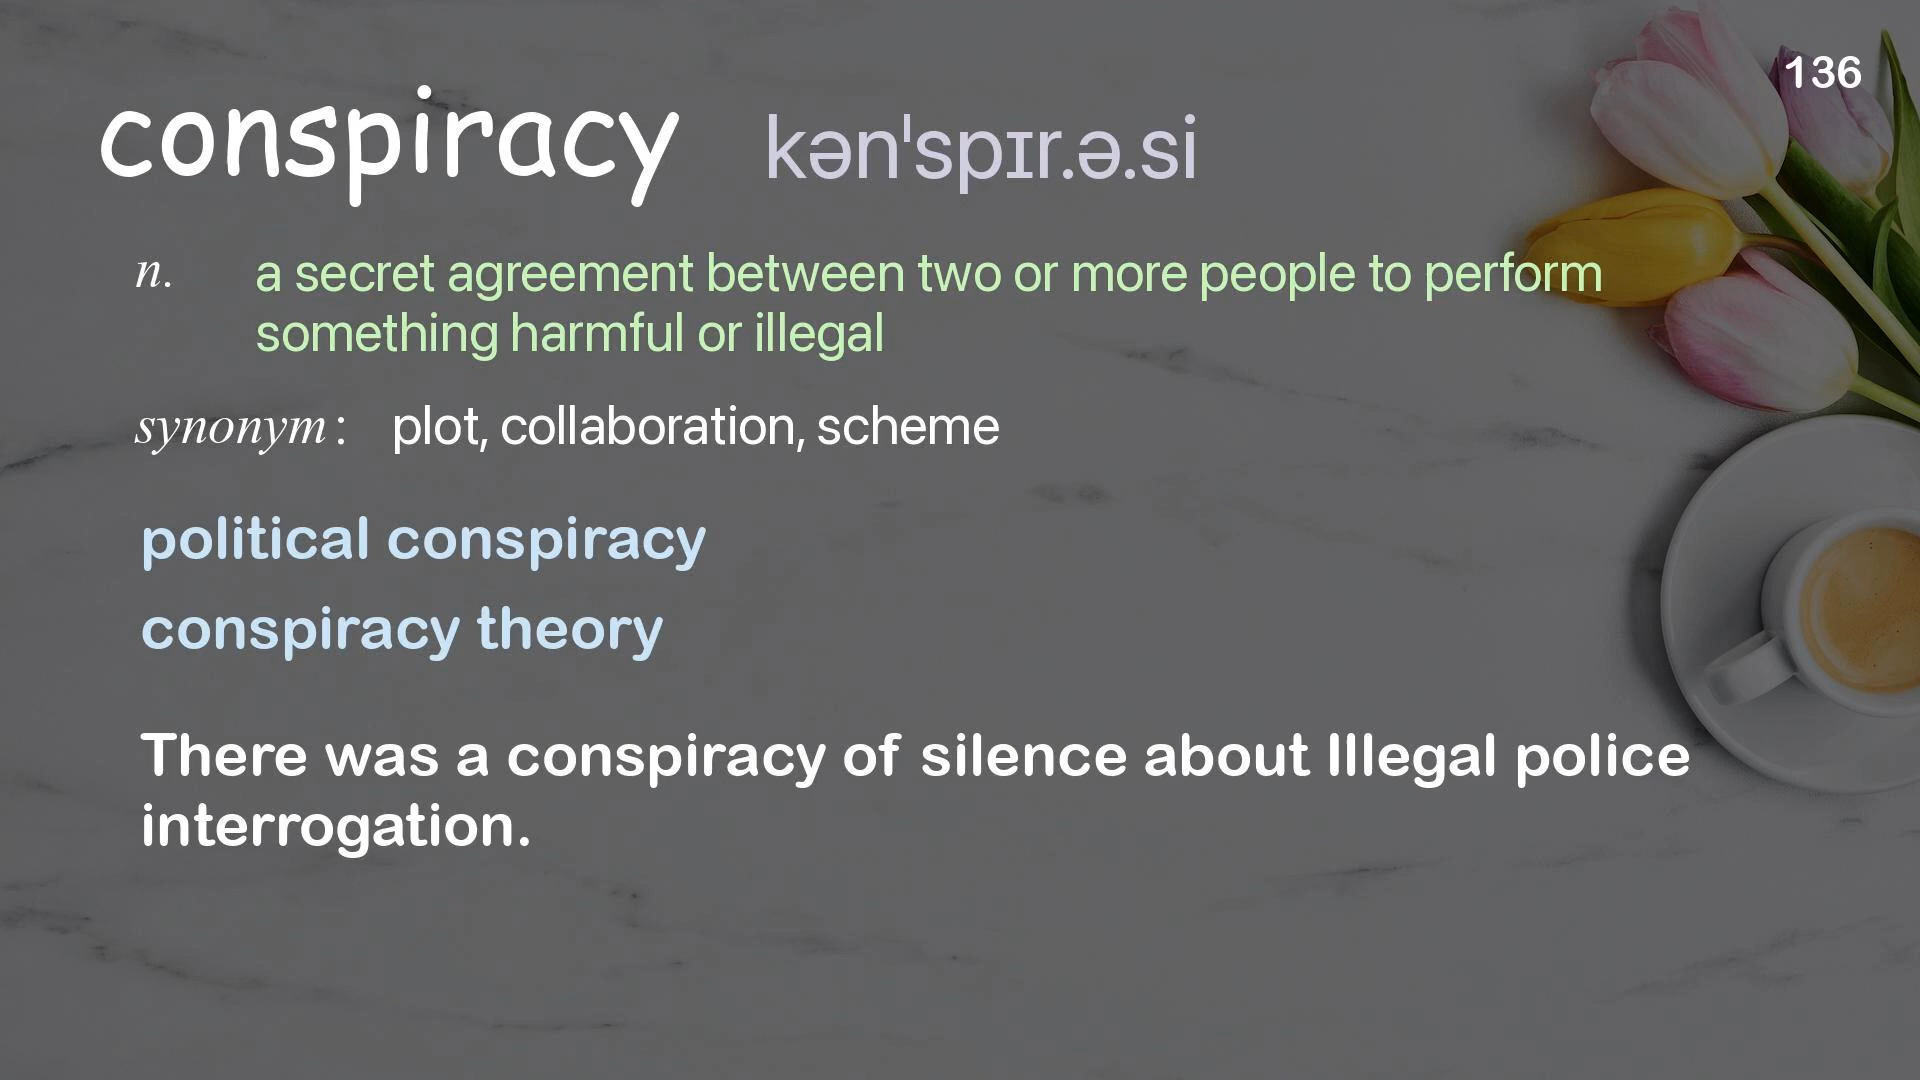 136
conspiracy kən'spɪr.ə.si
n. a secret agreement between two or more people to perform
something harmful or illegal
synonym: plot, collaboration, scheme
political conspiracy
conspiracy theory
There was a conspiracy of silence about Illegal police
interrogation.